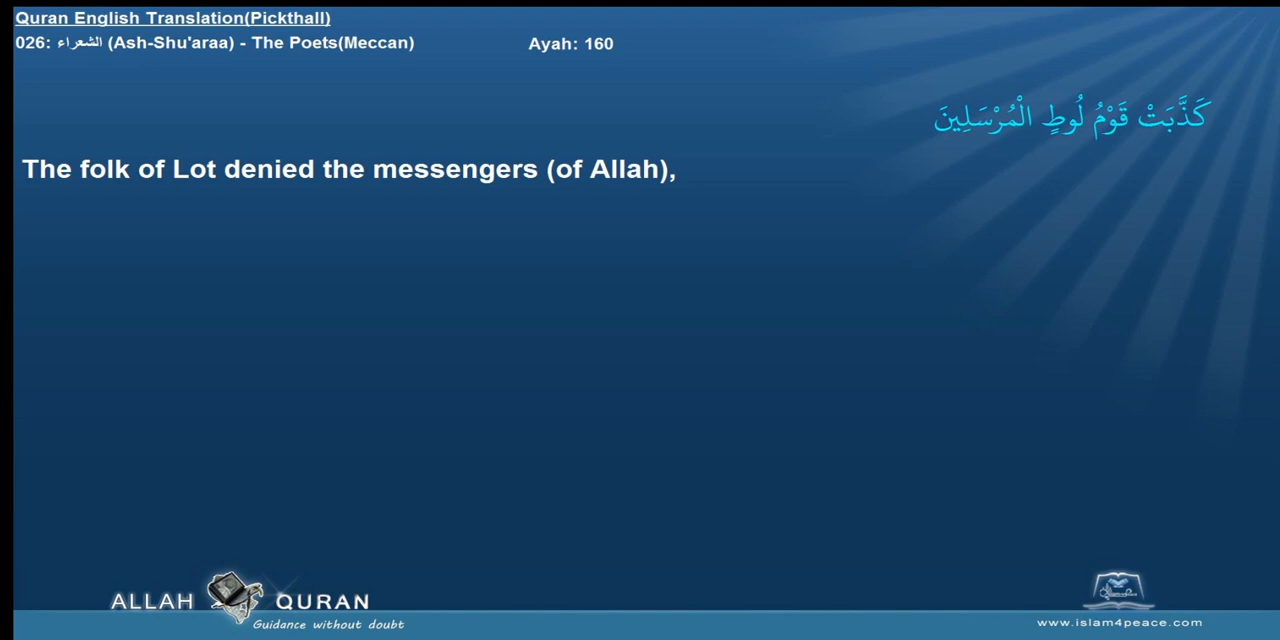 Quran English Translation(Pickthall)
026: الشعراء (Ash-Shu'araa) - The Poets(Meccan) Ayah: 160
كَذَّبَتْ قَوْمُ لُوطٍ الْمُرْسَلِينَ
The folk of Lot denied the messengers (of Allah),
ALLAH QURAN
Guidance without doubt
www.islam4peace.com